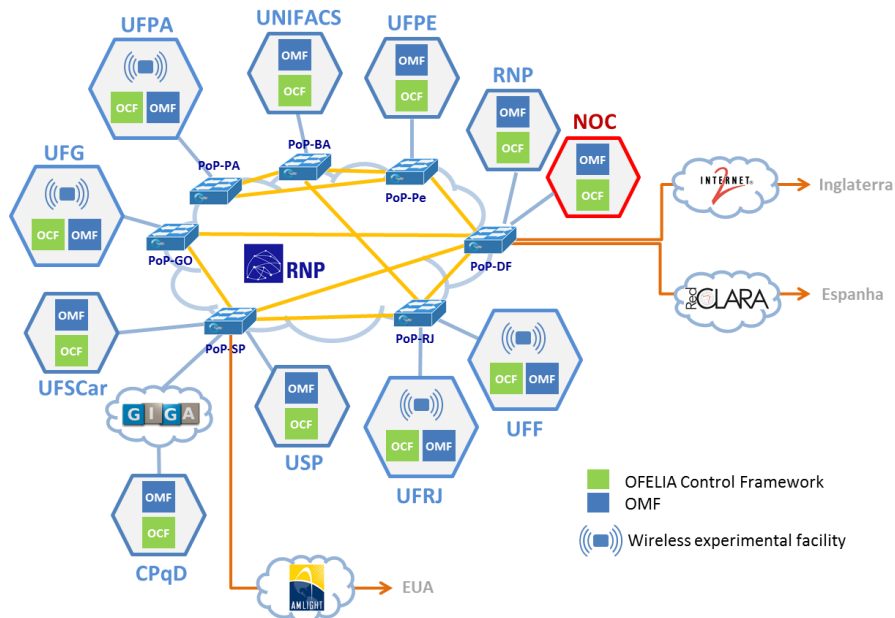 UFPA
UNIFACS
UFPE
RNP
NOC
UFG
OCF
OMF
OMF
OCF
OMF
OCF
OMF
OCF
OMF
OCF
OCF
OMF
PoP-PA
PoP-BA
PoP-Pe
PoP-GO
PoP-DF
PoP-SP
PoP-RJ
RNP
INTERNET
2
®
Inglaterra
Red
CLARA
Espanha
OMF
OCF
UFSCar
GIGA
OMF
OCF
CPqD
OMF
OCF
USP
OCF
OMF
UFRJ
OCF
OMF
UFF
AMLIGHT
EUA
OFELIA Control Framework
OMF
Wireless experimental facility